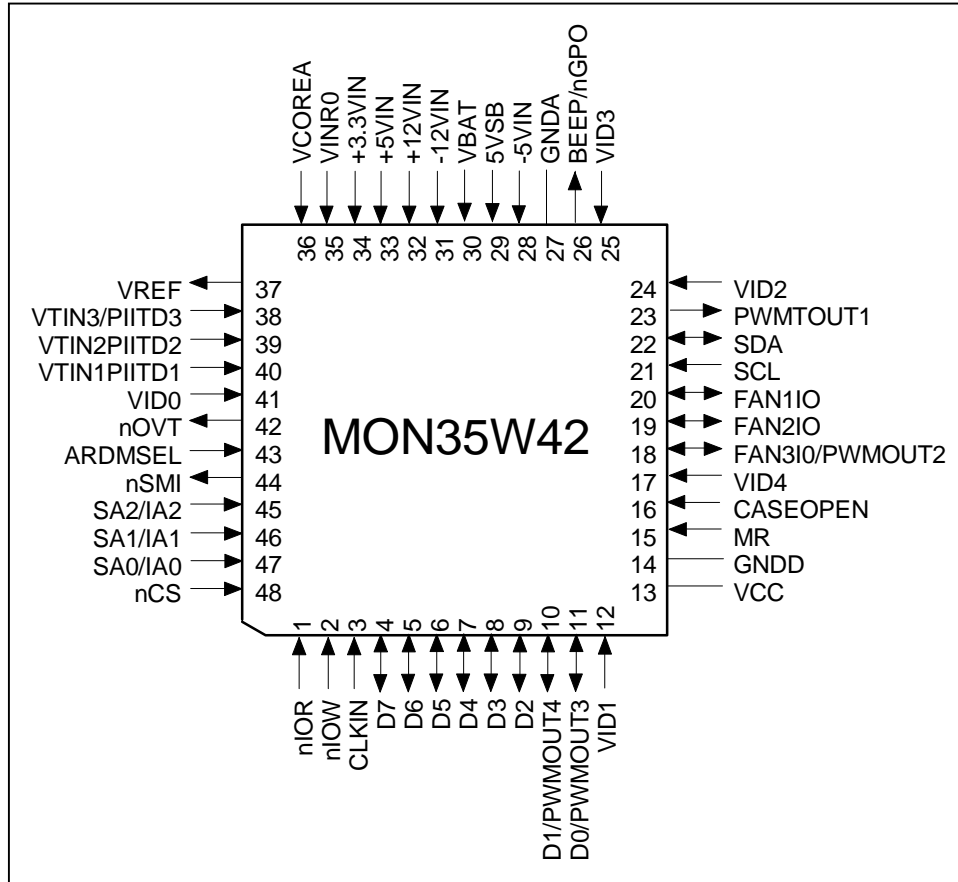 VCOREA
VINR0
+3.3VIN
+5VIN
+12VIN
-12VIN
VBAT
5VSB
-5VIN
GNDA
BEEP/nGPO
VID3
36
35
34
33
32
31
30
29
28
27
26
25
VREF 37
VTIN3/PIITD3 38
VTIN2PIITD2 39
VTIN1PIITD1 40
VID0 41
nOVT 42
ARDMSEL 43
nSMI 44
SA2/IA2 45
SA1/IA1 46
SA0/IA0 47
nCS 48
MON35W42
24 VID2
23 PWMTOUT1
22 SDA
21 SCL
20 FAN1IO
19 FAN2IO
18 FAN3I0/PWMOUT2
17 VID4
16 CASEOPEN
15 MR
14 GNDD
13 VCC
1
2
3
4
5
6
7
8
9
10
11
12
nIOR
nIOW
CLKIN
D7
D6
D5
D4
D3
D2
D1/PWMOUT4
D0/PWMOUT3
VID1